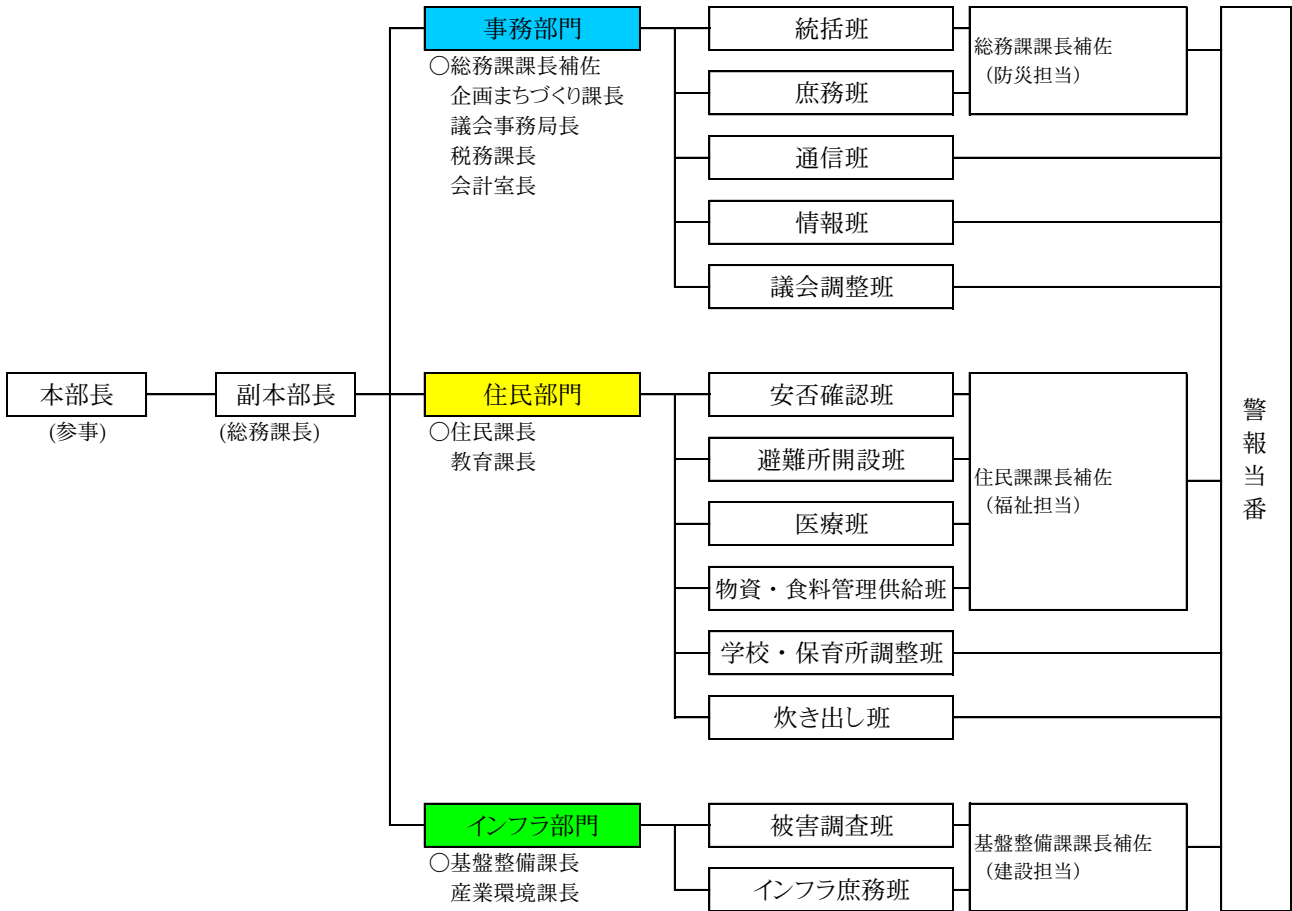 本部長
(参事)
副本部長
(総務課長)
事務部門
○総務課課長補佐
企画まちづくり課長
議会事務局長
税務課長
会計室長
統括班
庶務班
通信班
情報班
議会調整班
総務課課長補佐
（防災担当）
住民部門
○住民課長
教育課長
安否確認班
避難所開設班
医療班
物資・食料管理供給班
学校・保育所調整班
炊き出し班
住民課課長補佐
（福祉担当）
インフラ部門
○基盤整備課長
産業環境課長
被害調査班
インフラ庶務班
基盤整備課課長補佐
（建設担当）
警報当番